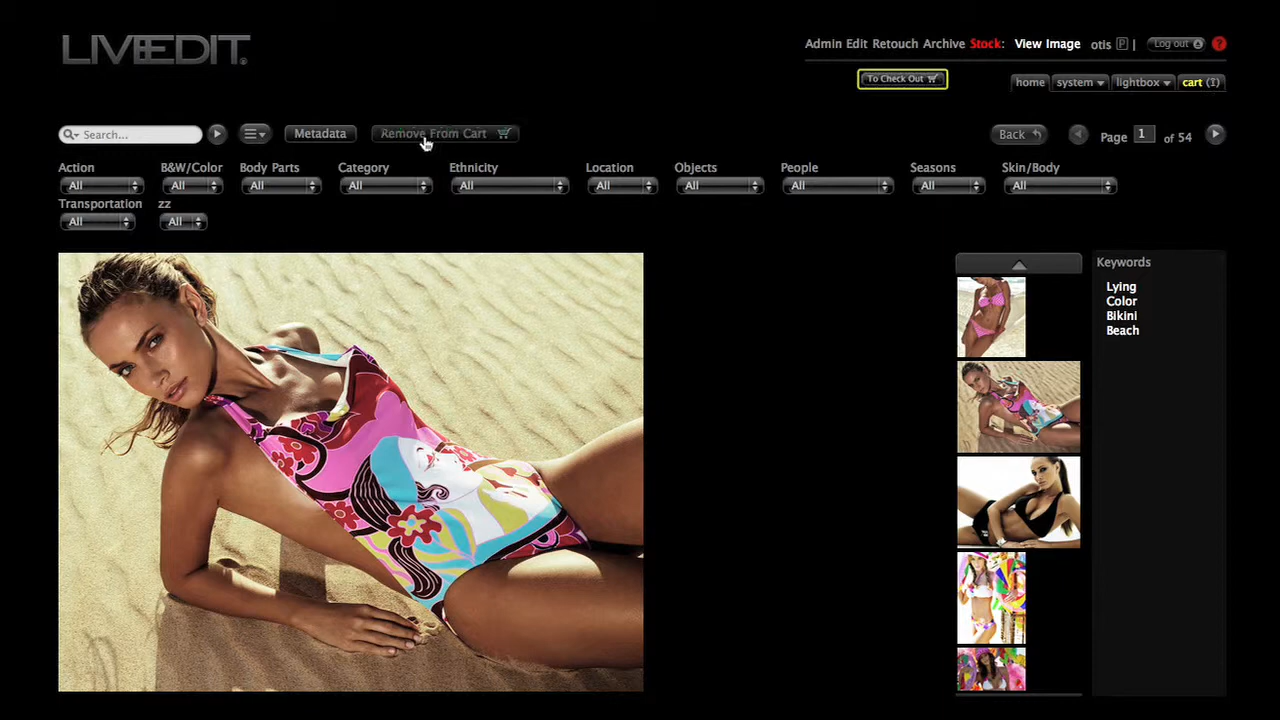 LIVEEDIT®
Admin Edit Retouch Archive Stock: View Image otis P | Log out ?
To Check Out
home system lightbox cart (1)
Search... Metadata Remove From Cart Back Page 1 of 54
Action B&W/Color Body Parts Category Ethnicity Location Objects People Seasons Skin/Body
All All All All All All All All All All
Transportation zz
All All
Keywords
Lying
Color
Bikini
Beach